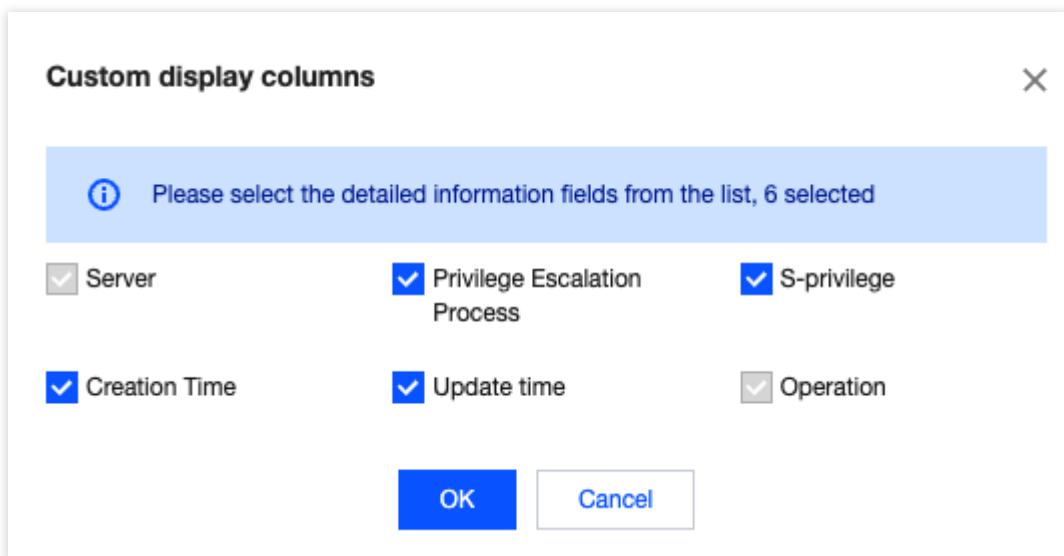 Custom display columns
Please select the detailed information fields from the list, 6 selected
Server
Privilege Escalation
Process
S-privilege
Creation Time
Update time
Operation
OK
Cancel